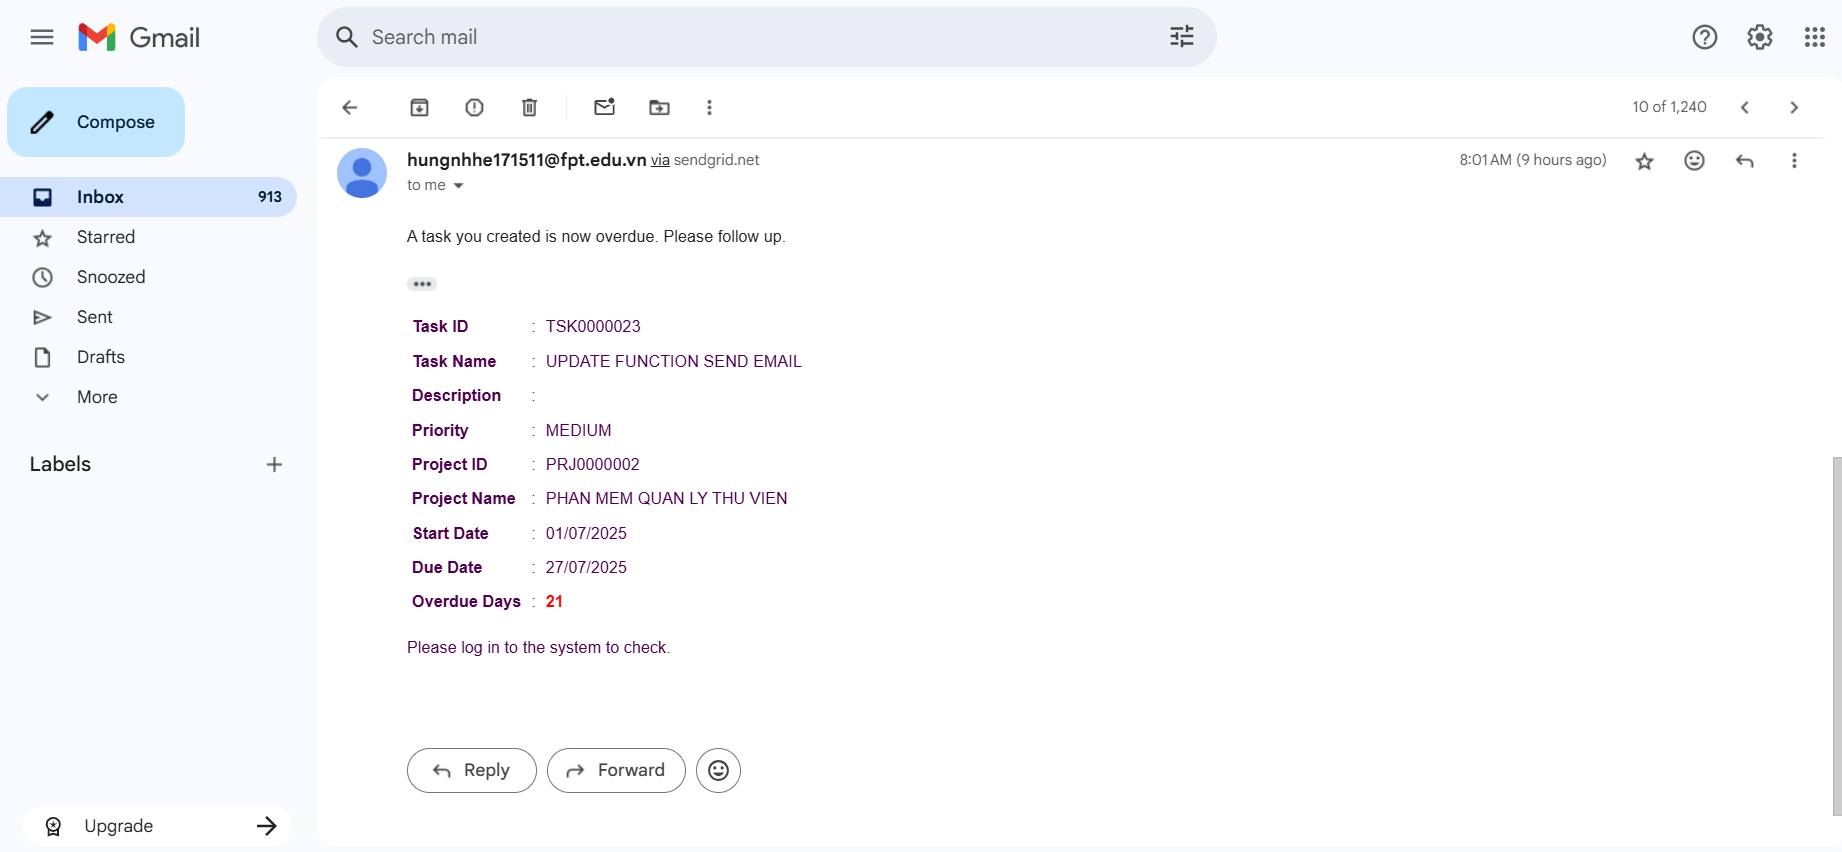 Gmail
Search mail
Compose
10 of 1,240
hungnhhe171511@fpt.edu.vn via sendgrid.net
8:01 AM (9 hours ago)
to me
Inbox 913
Starred
Snoozed
Sent
Drafts
More
Labels
A task you created is now overdue. Please follow up.
Task ID : TSK0000023
Task Name : UPDATE FUNCTION SEND EMAIL
Description :
Priority : MEDIUM
Project ID : PRJ0000002
Project Name : PHAN MEM QUAN LY THU VIEN
Start Date : 01/07/2025
Due Date : 27/07/2025
Overdue Days : 21
Please log in to the system to check.
Reply
Forward
Upgrade